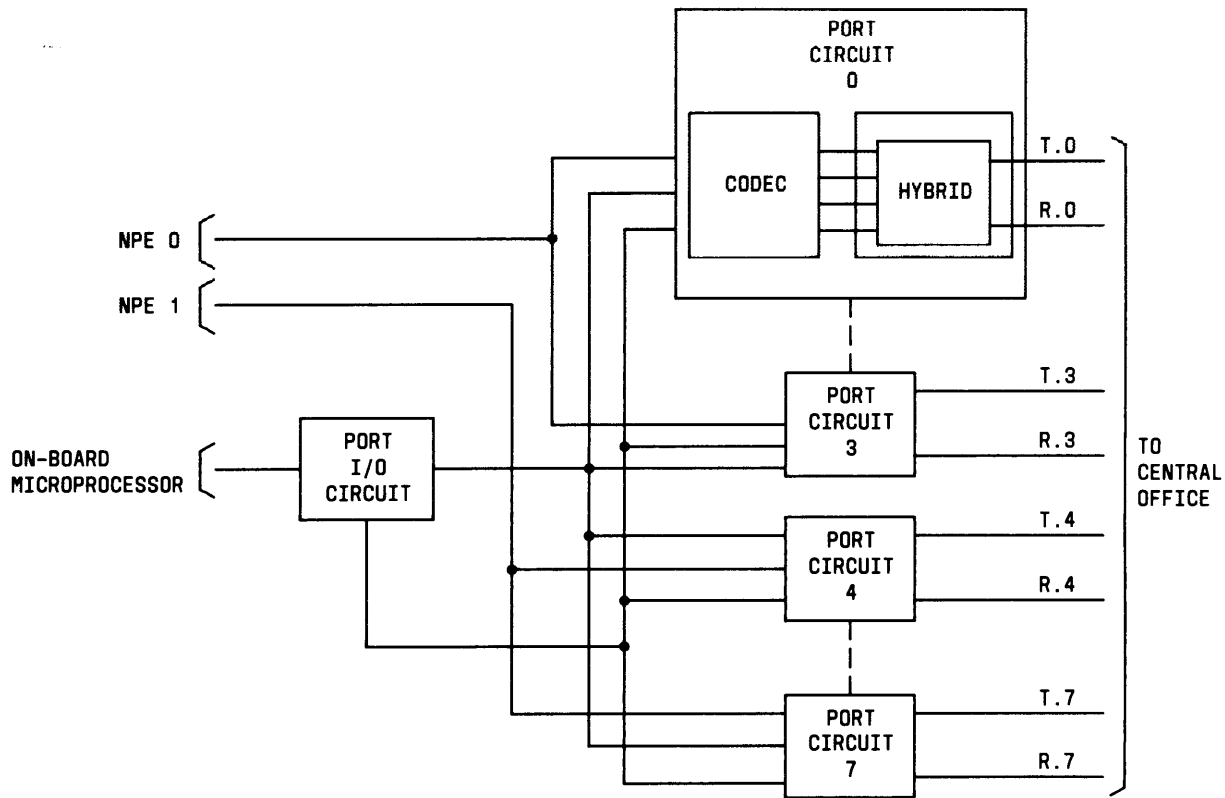 PORT
CIRCUIT
0
CODEC
HYBRID
T.0
R.0
NPE 0
NPE 1
PORT
CIRCUIT
3
T.3
R.3
ON-BOARD
MICROPROCESSOR
PORT
I/O
CIRCUIT
TO
CENTRAL
OFFICE
PORT
CIRCUIT
4
T.4
R.4
PORT
CIRCUIT
7
T.7
R.7